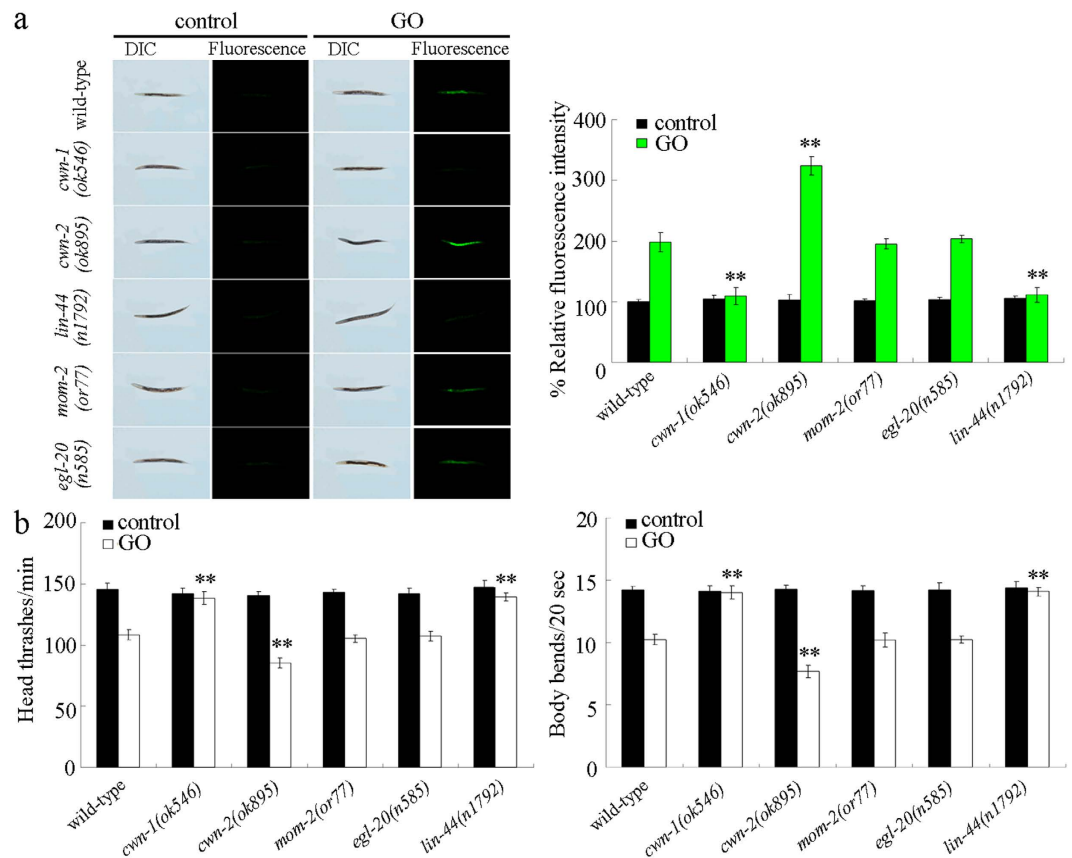 a
control GO
DIC Fluorescence DIC Fluorescence
wild-type
cwn-1
(ok546)
cwn-2
(ok895)
lin-44
(n1792)
mom-2
(or77)
egl-20
(n585)
% Relative fluorescence intensity
400
300
200
100
0
control
GO
**
**
**
wild-type
cwn-1(ok546)
cwn-2(ok895)
mom-2(or77)
egl-20(n585)
lin-44(n1792)
b
Head thrashes/min
200
150
100
50
0
control
GO
**
**
**
wild-type
cwn-1(ok546)
cwn-2(ok895)
mom-2(or77)
egl-20(n585)
lin-44(n1792)
Body bends/20 sec
20
15
10
5
0
control
GO
**
**
**
wild-type
cwn-1(ok546)
cwn-2(ok895)
mom-2(or77)
egl-20(n585)
lin-44(n1792)